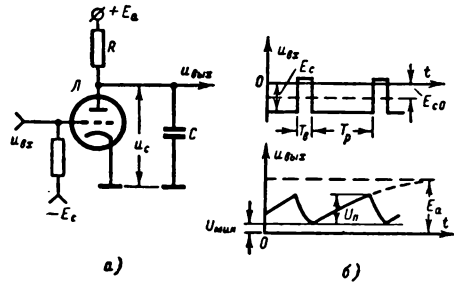 + Eа
R
Л
uвых
uвх
uс
C
−Eс
а)
uвх
0
Eс
t
Eс0
Tв
Tр
uвых
Uп
Eа
Uмин
0
t
б)